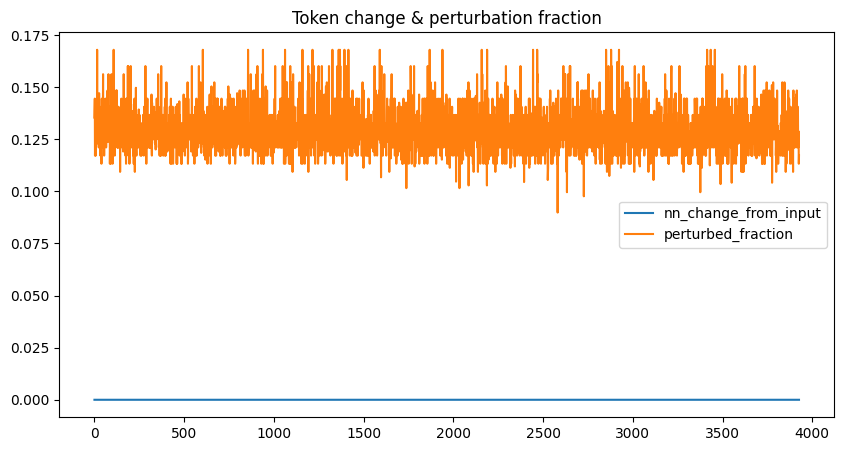 Token change & perturbation fraction
0.175
0.150
0.125
0.100
0.075
0.050
0.025
0.000
nn_change_from_input
perturbed_fraction
0 500 1000 1500 2000 2500 3000 3500 4000